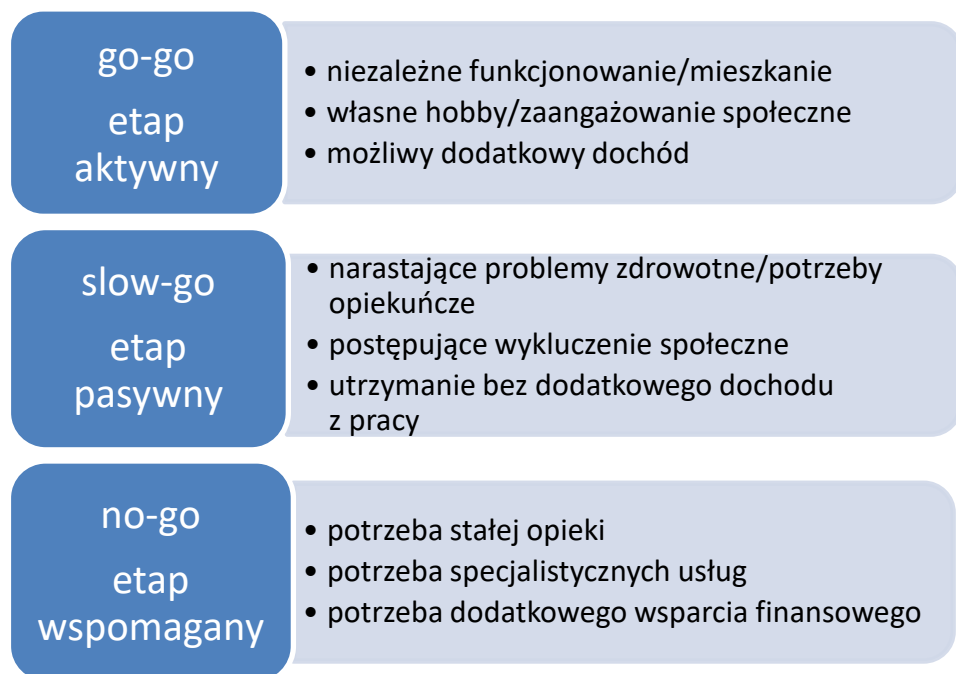 go-go
etap
aktywny
• niezależne funkcjonowanie/mieszkanie
• własne hobby/zaangażowanie społeczne
• możliwy dodatkowy dochód
slow-go
etap
pasywny
• narastające problemy zdrowotne/potrzeby
opiekuńcze
• postępujące wykluczenie społeczne
• utrzymanie bez dodatkowego dochodu
z pracy
no-go
etap
wspomagany
• potrzeba stałej opieki
• potrzeba specjalistycznych usług
• potrzeba dodatkowego wsparcia finansowego